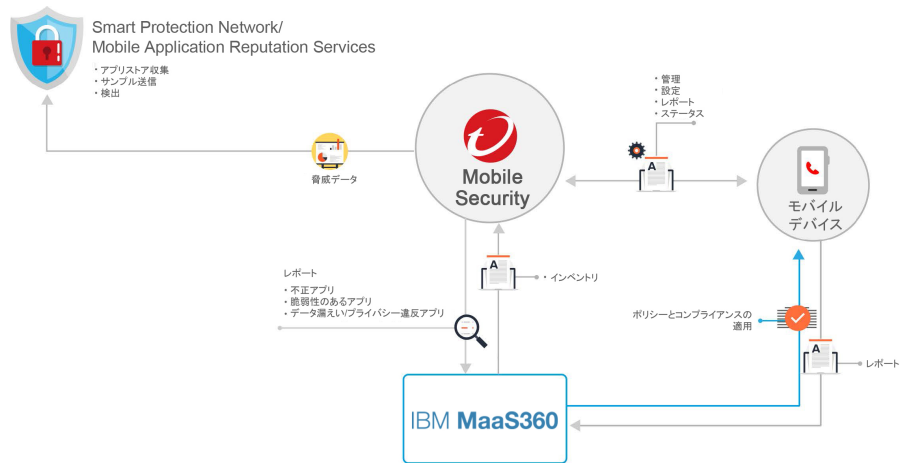 Smart Protection Network/
Mobile Application Reputation Services
・アプリストア収集
・サンプル送信
・検出
脅威データ
Mobile
Security
・管理
・設定
・レポート
・ステータス
A
モバイル
デバイス
レポート
・不正アプリ
・脆弱性のあるアプリ
・データ漏えい/プライバシー違反アプリ
A
・インベントリ
ポリシーとコンプライアンスの
適用
A
レポート
IBM MaaS360